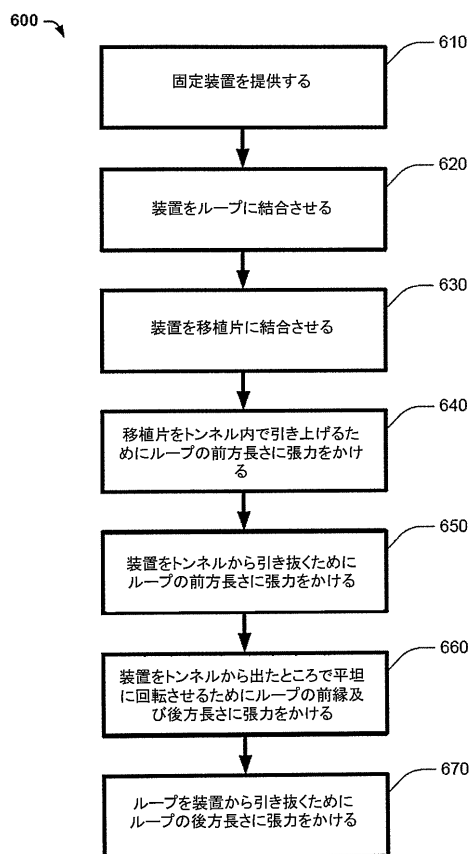 600
610
固定装置を提供する
620
装置をループに結合させる
630
装置を移植片に結合させる
640
移植片をトンネル内で引き上げるた
めにループの前方長さに張力をかけ
る
650
装置をトンネルから引き抜くために
ループの前方長さに張力をかける
660
装置をトンネルから出たところで平坦
に回転させるためにループの前縁及
び後方長さに張力をかける
670
ループを装置から引き抜くために
ループの後方長さに張力をかける